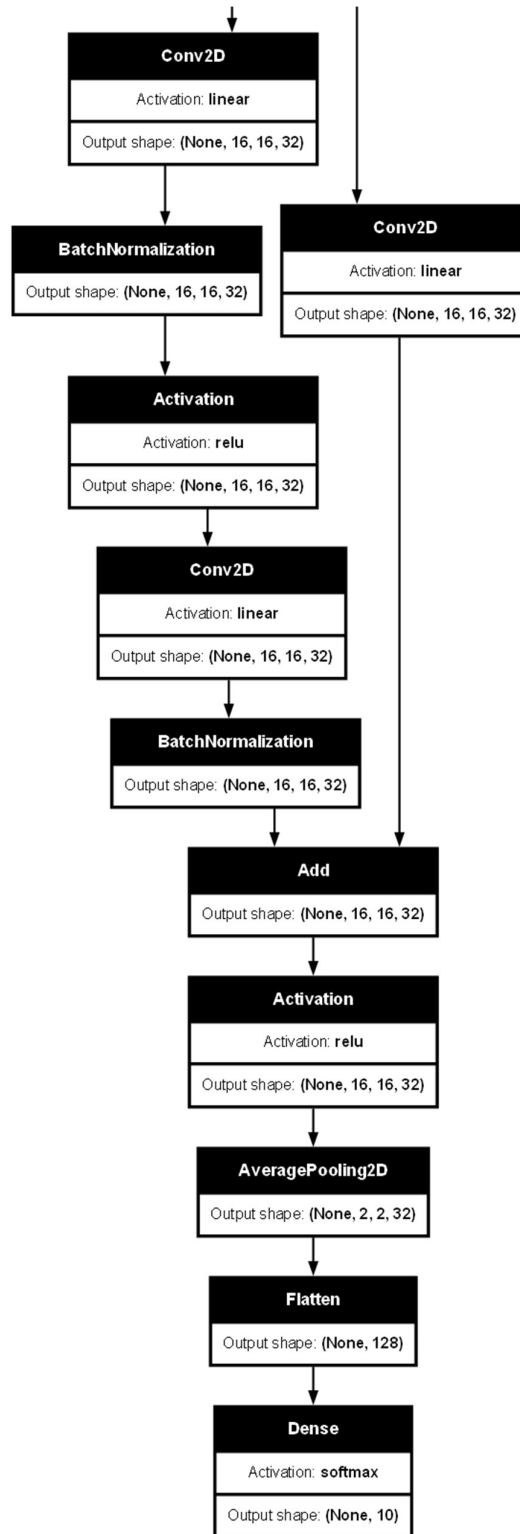 Conv2D
Activation: linear
Output shape: (None, 16, 16, 32)
BatchNormalization
Output shape: (None, 16, 16, 32)
Conv2D
Activation: linear
Output shape: (None, 16, 16, 32)
Activation
Activation: relu
Output shape: (None, 16, 16, 32)
Conv2D
Activation: linear
Output shape: (None, 16, 16, 32)
BatchNormalization
Output shape: (None, 16, 16, 32)
Add
Output shape: (None, 16, 16, 32)
Activation
Activation: relu
Output shape: (None, 16, 16, 32)
AveragePooling2D
Output shape: (None, 2, 2, 32)
Flatten
Output shape: (None, 128)
Dense
Activation: softmax
Output shape: (None, 10)